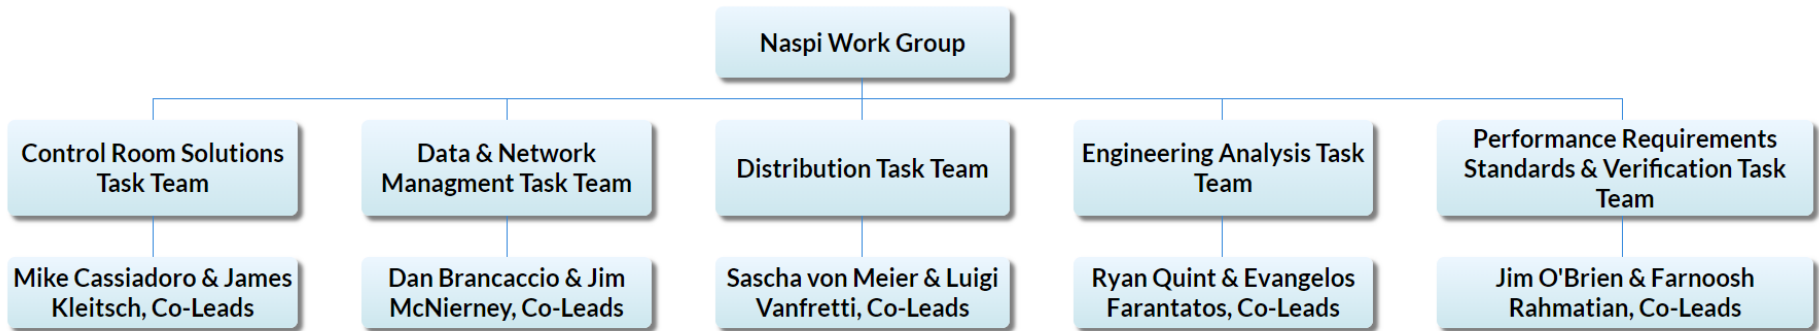 Naspi Work Group
Control Room Solutions
Task Team
Data & Network
Managment Task Team
Distribution Task Team
Engineering Analysis Task
Team
Performance Requirements
Standards & Verification Task
Team
Mike Cassiadoro & James
Kleitsch, Co-Leads
Dan Brancaccio & Jim
McNierney, Co-Leads
Sascha von Meier & Luigi
Vanfretti, Co-Leads
Ryan Quint & Evangelos
Farantatos, Co-Leads
Jim O'Brien & Farnoosh
Rahmatian, Co-Leads